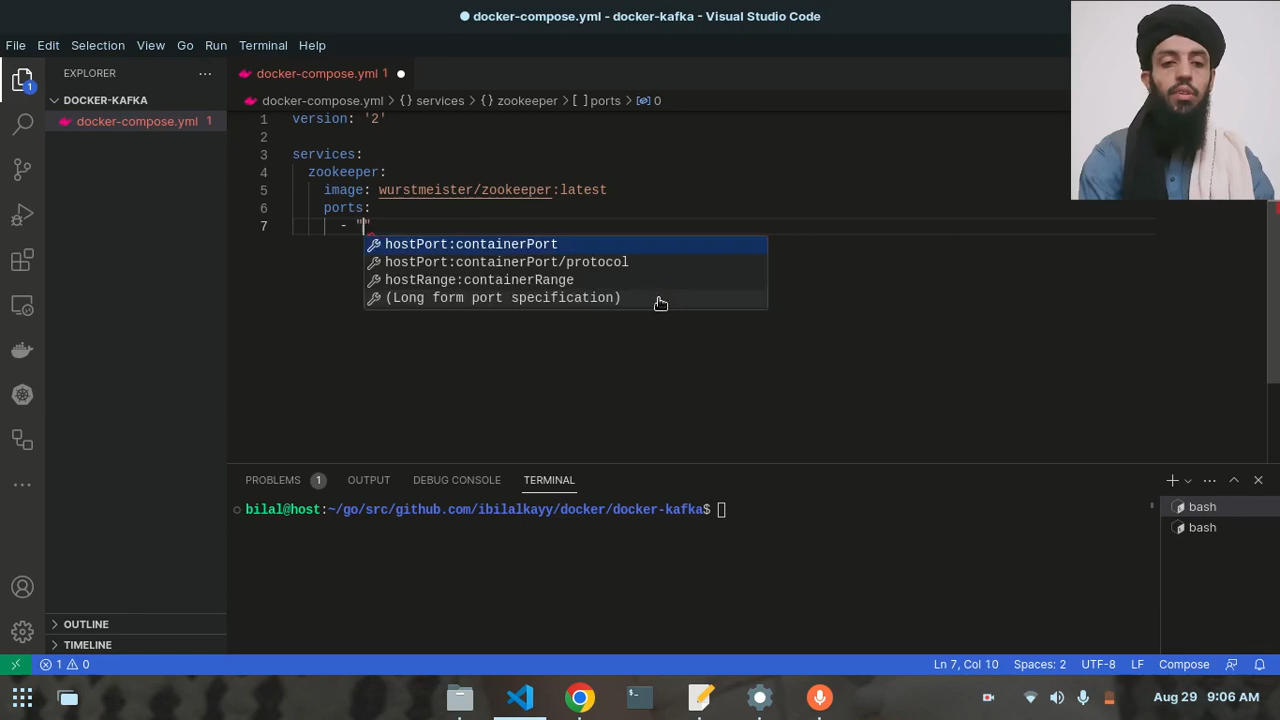 docker-compose.yml - docker-kafka - Visual Studio Code
File Edit Selection View Go Run Terminal Help
EXPLORER
docker-compose.yml 1
DOCKER-KAFKA
docker-compose.yml > {} services > {} zookeeper > [ ] ports > 0
docker-compose.yml 1
1 version: '2'
2
3 services:
4 zookeeper:
5 image: wurstmeister/zookeeper:latest
6 ports:
7 - ""
hostPort:containerPort
hostPort:containerPort/protocol
hostRange:containerRange
(Long form port specification)
PROBLEMS 1 OUTPUT DEBUG CONSOLE TERMINAL
bilal@host:~/go/src/github.com/ibilalkayy/docker/docker-kafka$
bash
bash
OUTLINE
TIMELINE
1 0 Ln 7, Col 10 Spaces: 2 UTF-8 LF Compose
Aug 29 9:06 AM